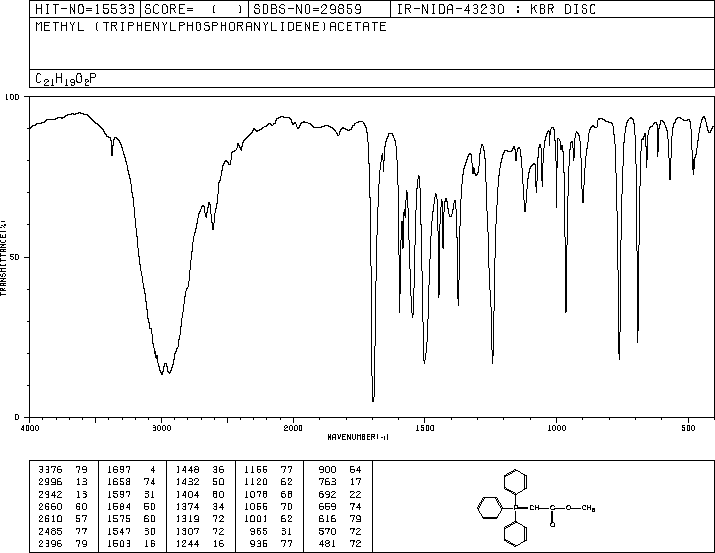 HIT-NO=15533 SCORE= ( ) SDBS-NO=29859 IR-NIDA-43230 : KBR DISC
METHYL (TRIPHENYLPHOSPHORANYLIDENE)ACETATE
C21H19O2P
100
TRANSMITTANCE(%)
50
0
4000 3000 2000 1500 1000 500
WAVENUMBER(-1)
3376 79 1697 4 1448 36 1166 77 900 64
2996 13 1658 74 1432 50 1120 62 763 17
2942 13 1597 31 1404 60 1078 68 692 22
2660 60 1584 60 1374 34 1066 70 669 74
2610 57 1575 60 1319 72 1001 62 616 79
2485 77 1547 30 1307 72 965 31 570 72
2396 79 1503 16 1244 16 936 77 481 72
P CH C O CH3
O